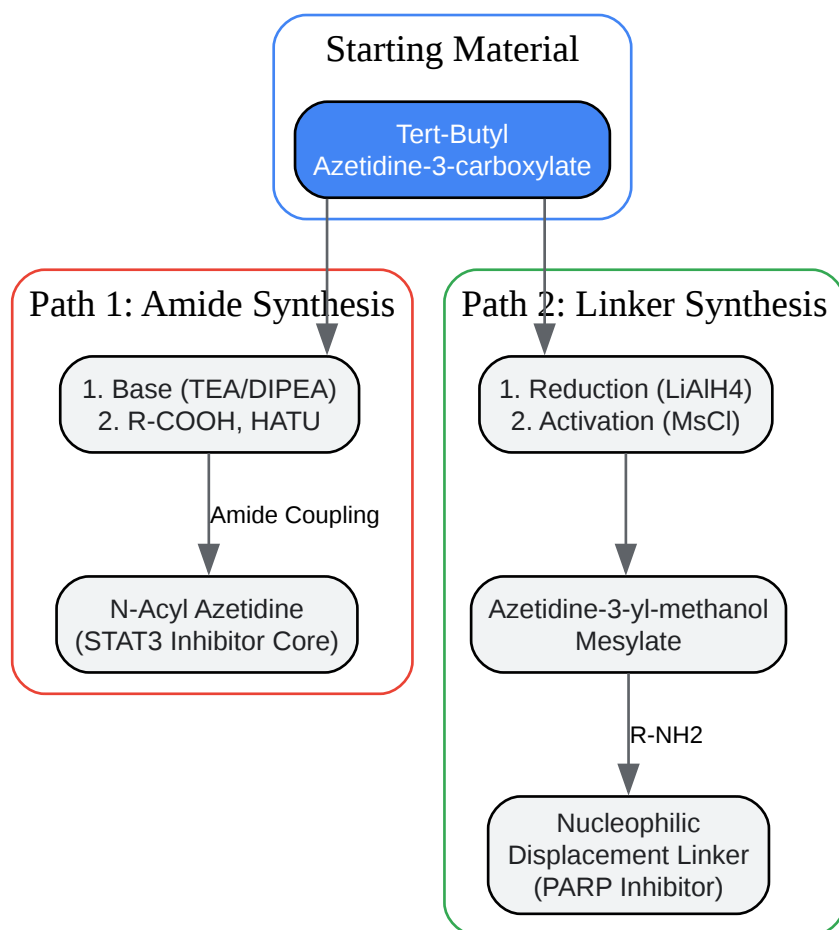 Starting Material
Tert-Butyl
Azetidine-3-carboxylate
Path 1: Amide Synthesis
1. Base (TEA/DIPEA)
2. R-COOH, HATU
Amide Coupling
N-Acyl Azetidine
(STAT3 Inhibitor Core)
Path 2: Linker Synthesis
1. Reduction (LiAlH4)
2. Activation (MsCl)
Azetidine-3-yl-methanol
Mesylate
R-NH2
Nucleophilic
Displacement Linker
(PARP Inhibitor)